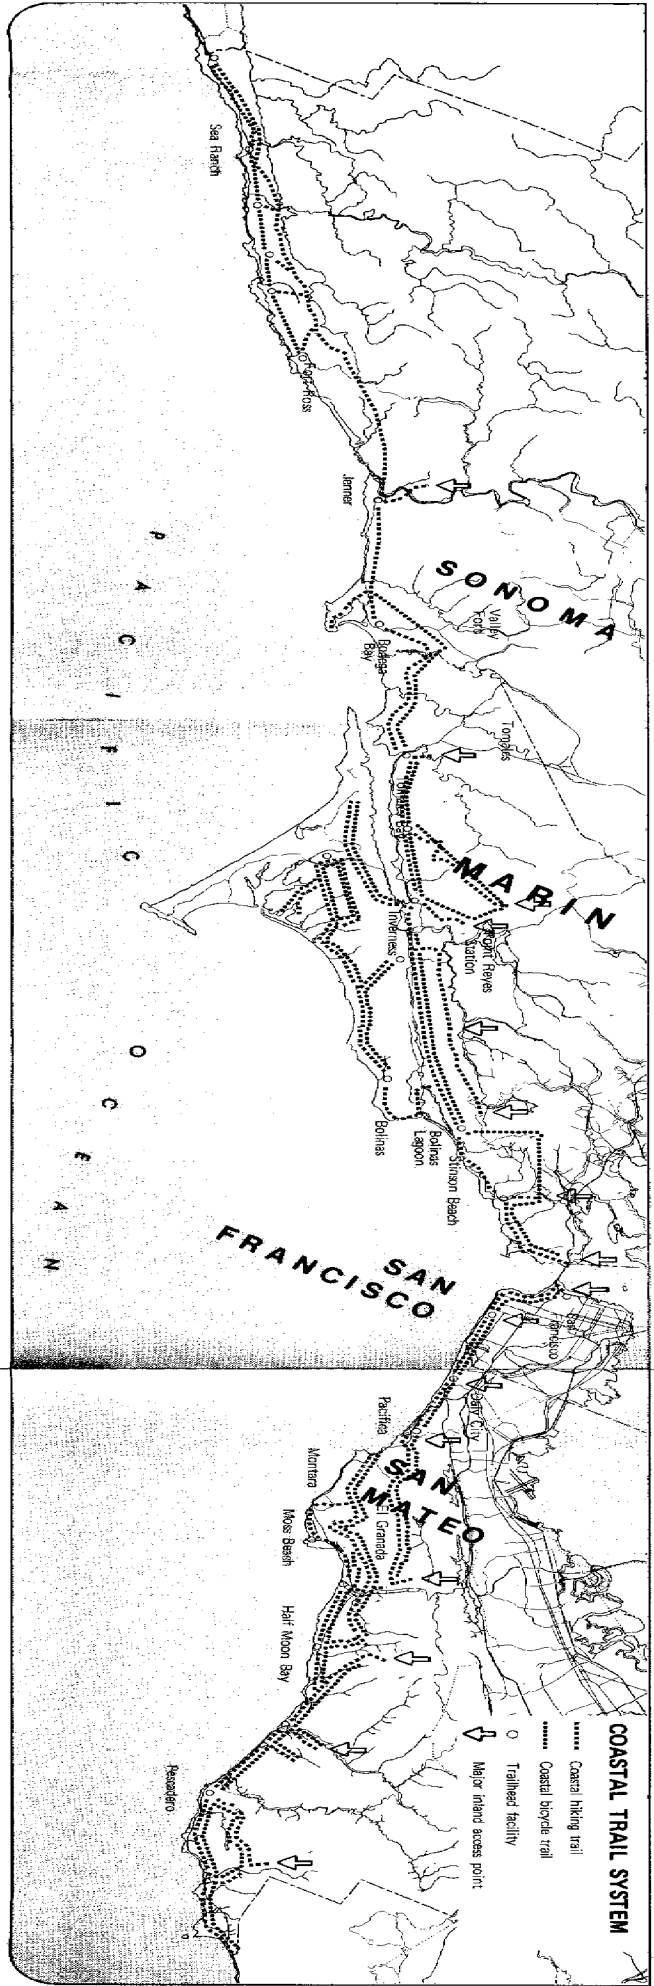 COASTAL TRAIL SYSTEM
Coastal hiking trail
Coastal bicycle trail
Trailhead facility
Major inland access point
Sea Ranch
Fort Ross
Jenner
SONOMA
Valley
Ford
Bodega
Bay
Tomales
Tomales Bay
MARIN
Point Reyes
Station
Inverness
Bolinas
Bolinas
Lagoon
Stinson Beach
PACIFIC OCEAN
SAN
FRANCISCO
San
Francisco
Daly City
Pacifica
SAN
MATEO
Montara
Moss Beach
El Granada
Half Moon Bay
Pescadero